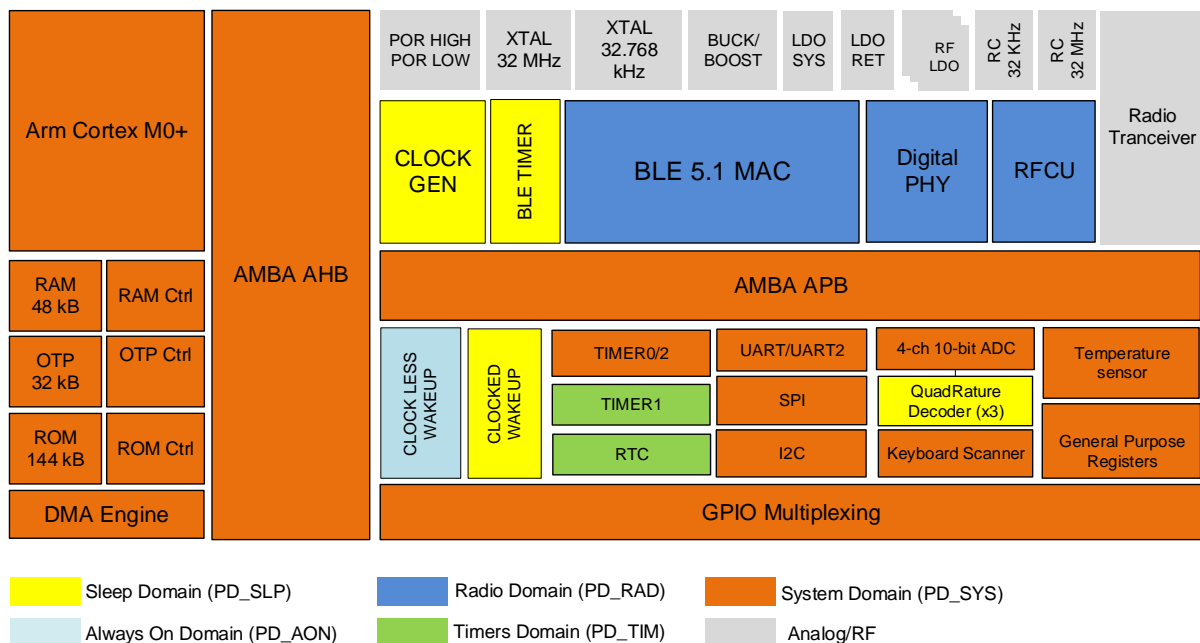 Arm Cortex M0+
RAM
48 kB
RAM Ctrl
OTP
32 kB
OTP Ctrl
ROM
144 kB
ROM Ctrl
DMA Engine
AMBA AHB
POR HIGH
POR LOW
XTAL
32 MHz
XTAL
32.768
kHz
BUCK/
BOOST
LDO
SYS
LDO
RET
RF
LDO
RC
32 KHz
RC
32 MHz
Radio
Tranceiver
CLOCK
GEN
BLE TIMER
BLE 5.1 MAC
Digital
PHY
RFCU
AMBA APB
CLOCK LESS
WAKEUP
CLOCKED
WAKEUP
TIMER0/2
TIMER1
RTC
UART/UART2
SPI
I2C
4-ch 10-bit ADC
QuadRature
Decoder (x3)
Keyboard Scanner
Temperature
sensor
General Purpose
Registers
GPIO Multiplexing
Sleep Domain (PD_SLP)
Radio Domain (PD_RAD)
System Domain (PD_SYS)
Always On Domain (PD_AON)
Timers Domain (PD_TIM)
Analog/RF